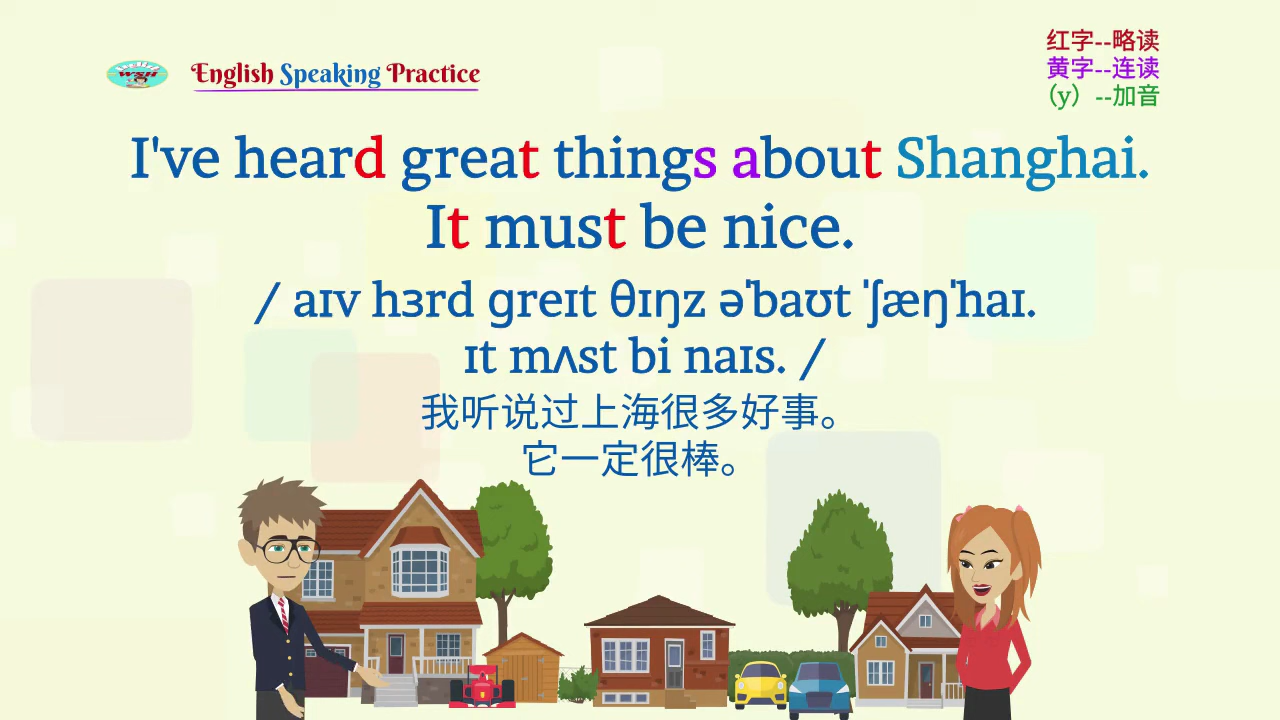 English Speaking Practice
红字--略读
黄字--连读
（y）--加音
I've heard great things about Shanghai.
It must be nice.
/ aɪv hɜrd ɡreɪt θɪŋz əˈbaʊt ˈʃæŋˈhaɪ.
ɪt mʌst bi naɪs. /
我听说过上海很多好事。
它一定很棒。